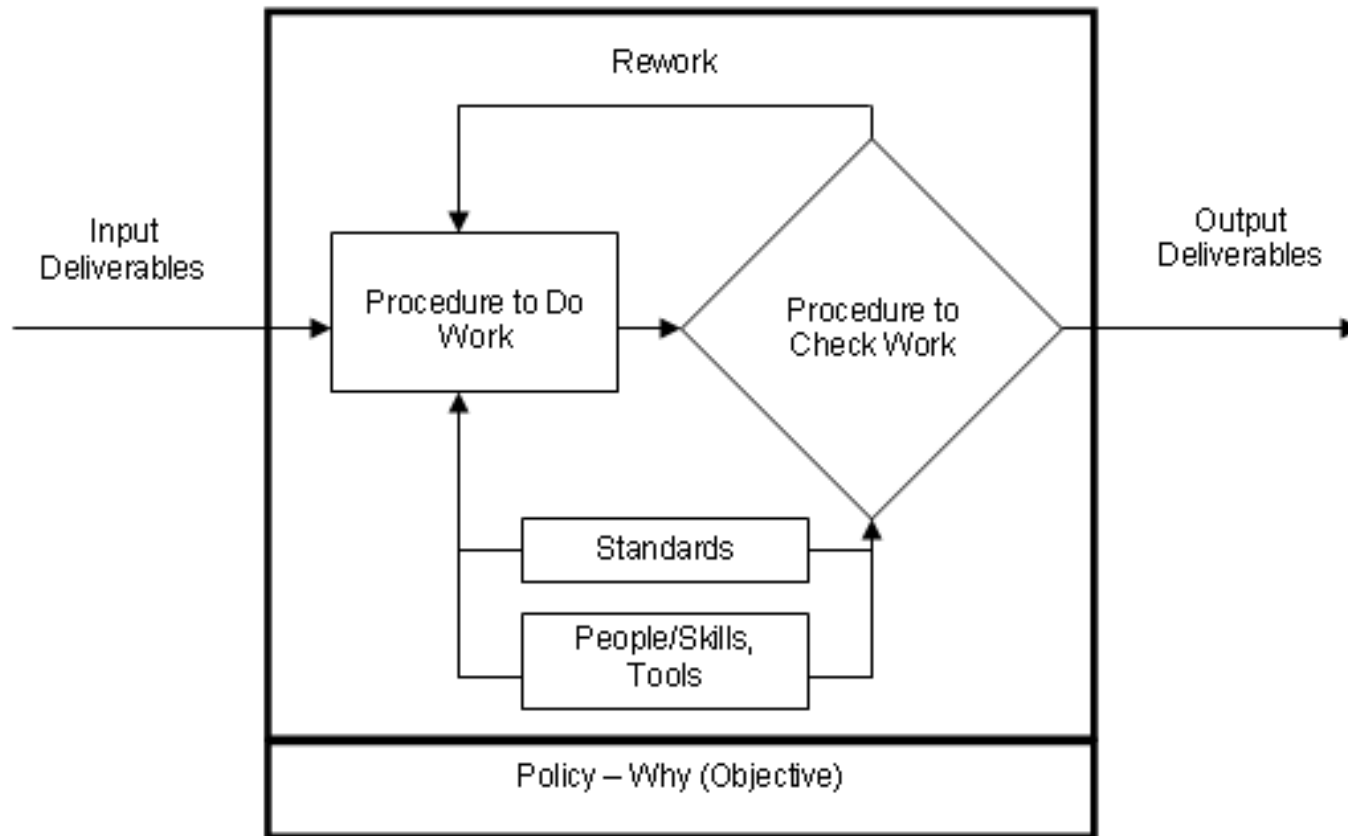 Rework
Input
Deliverables
Procedure to Do
Work
Procedure to
Check Work
Output
Deliverables
Standards
People/Skills,
Tools
Policy – Why (Objective)